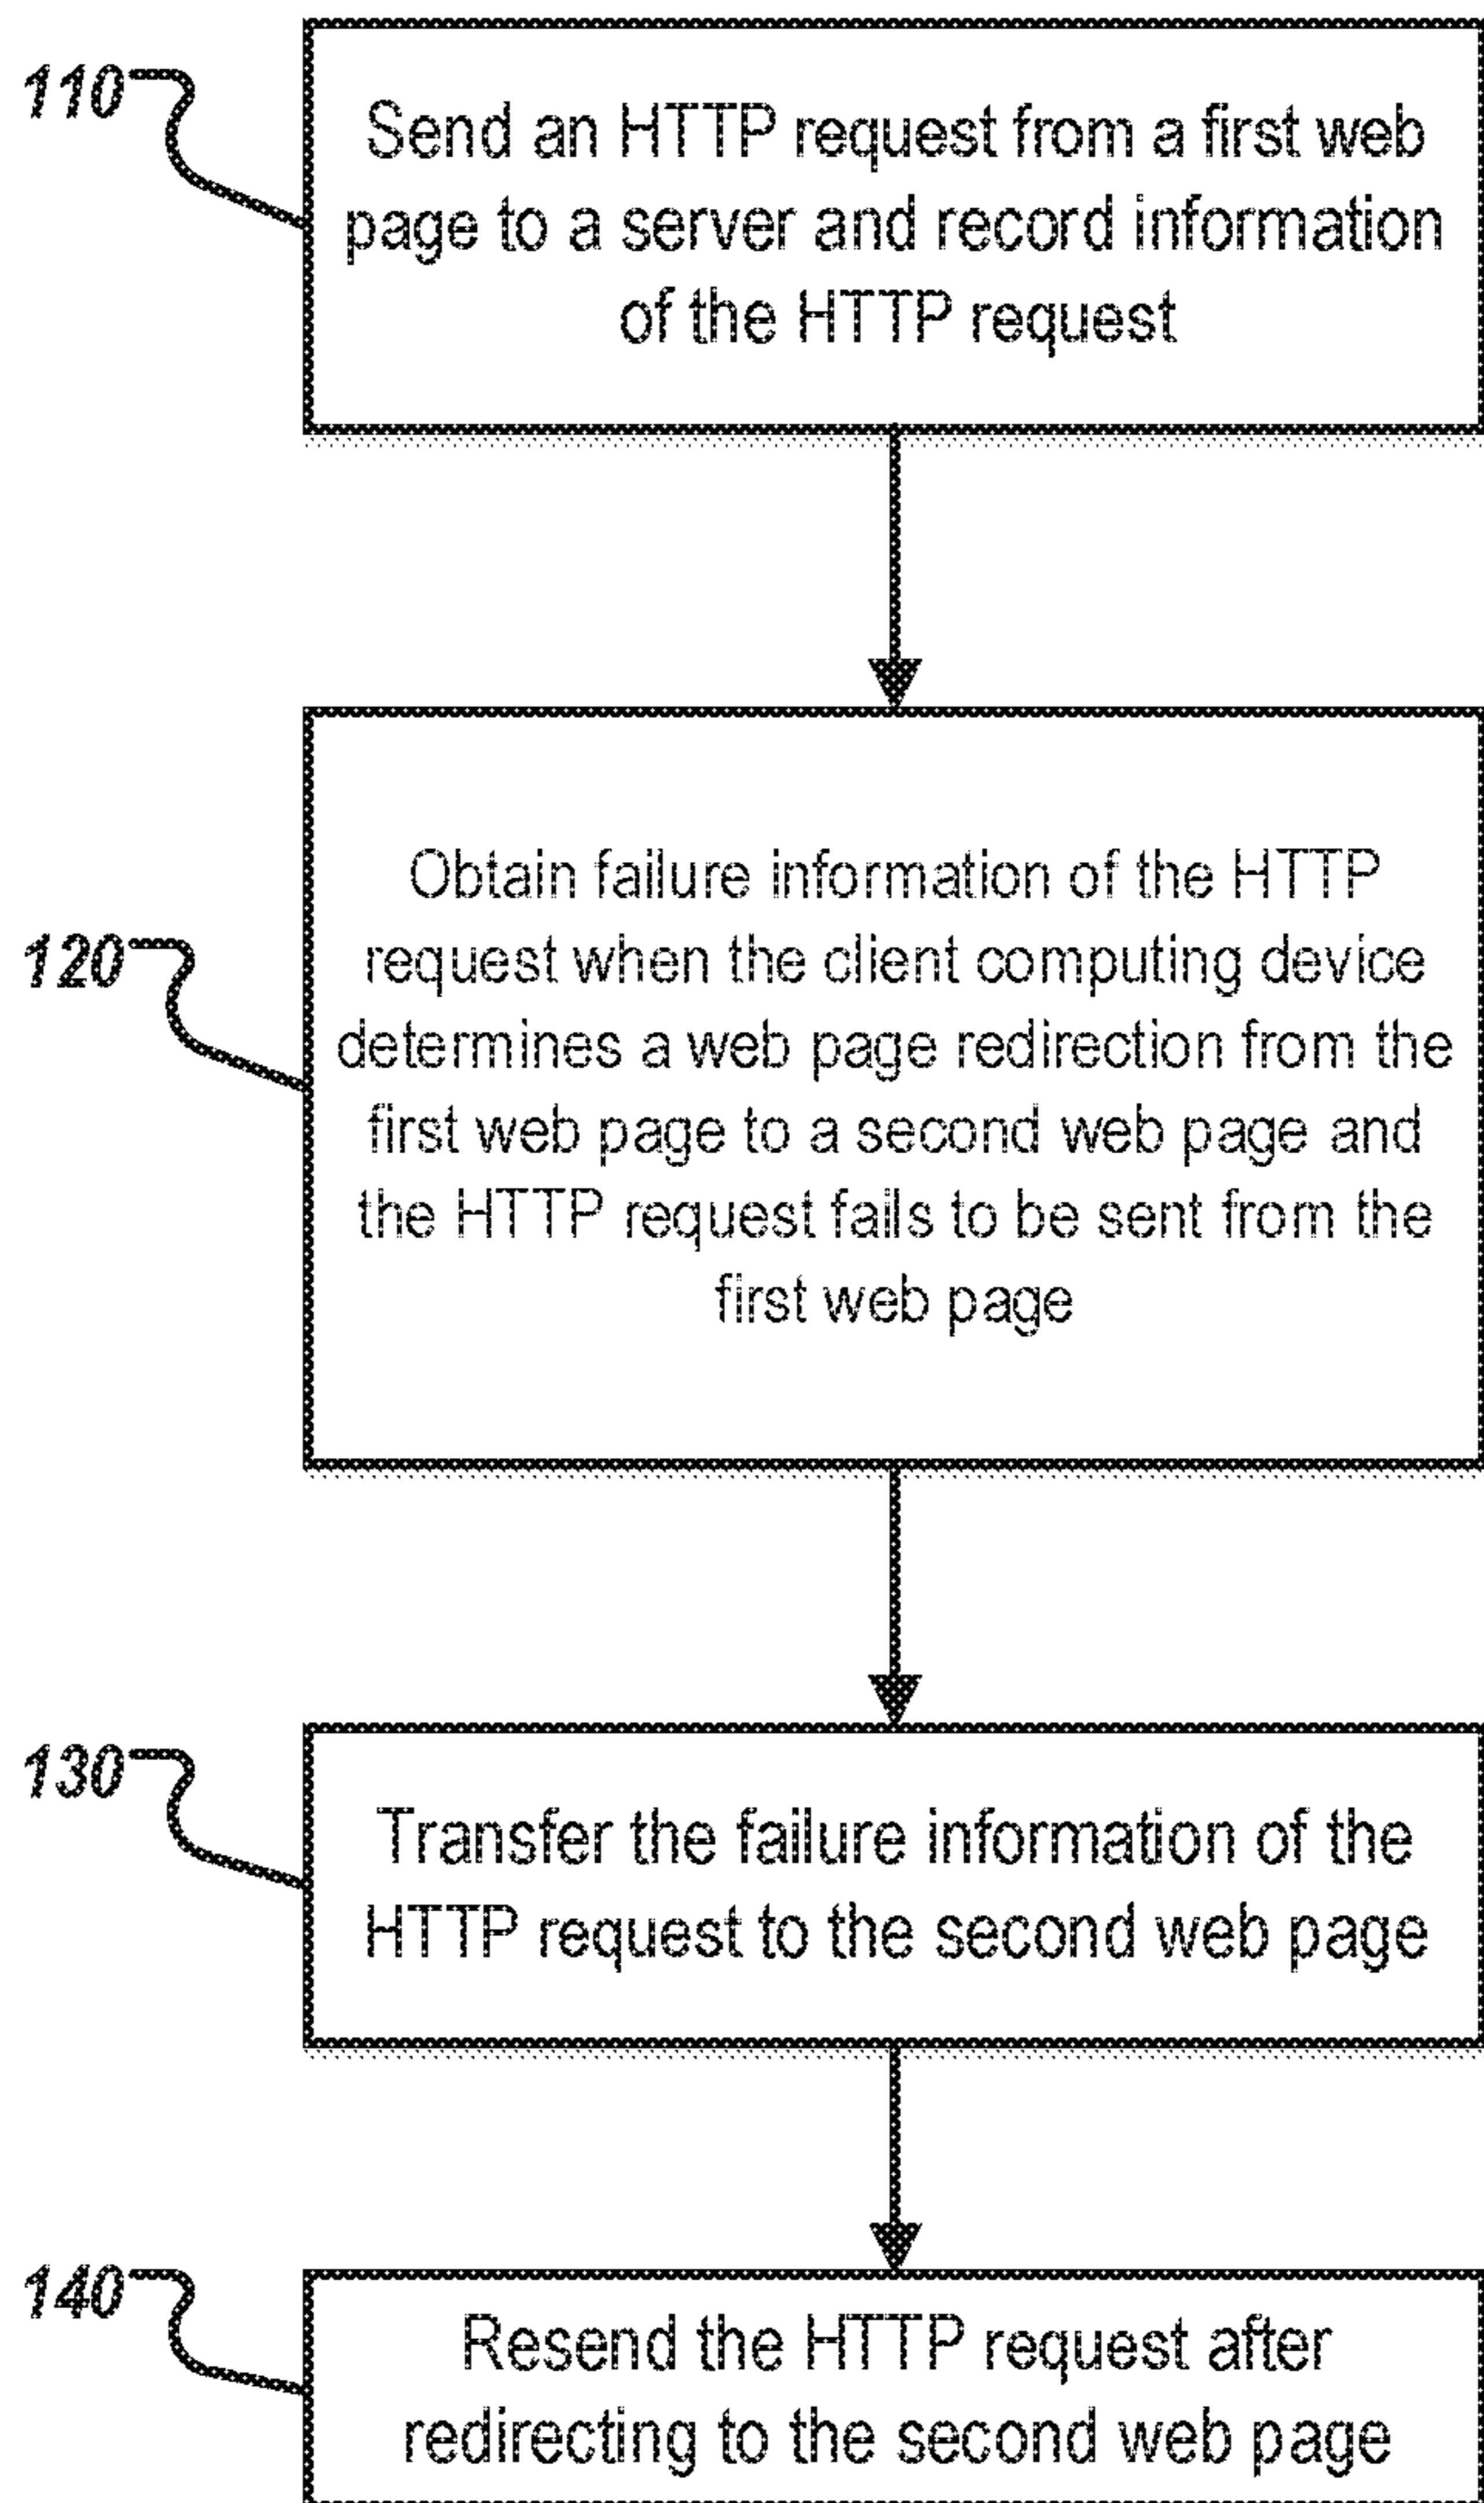 110
Send an HTTP request from a first web
page to a server and record information
of the HTTP request
120
Obtain failure information of the HTTP
request when the client computing device
determines a web page redirection from the
first web page to a second web page and
the HTTP request fails to be sent from the
first web page
130
Transfer the failure information of the
HTTP request to the second web page
140
Resend the HTTP request after
redirecting to the second web page